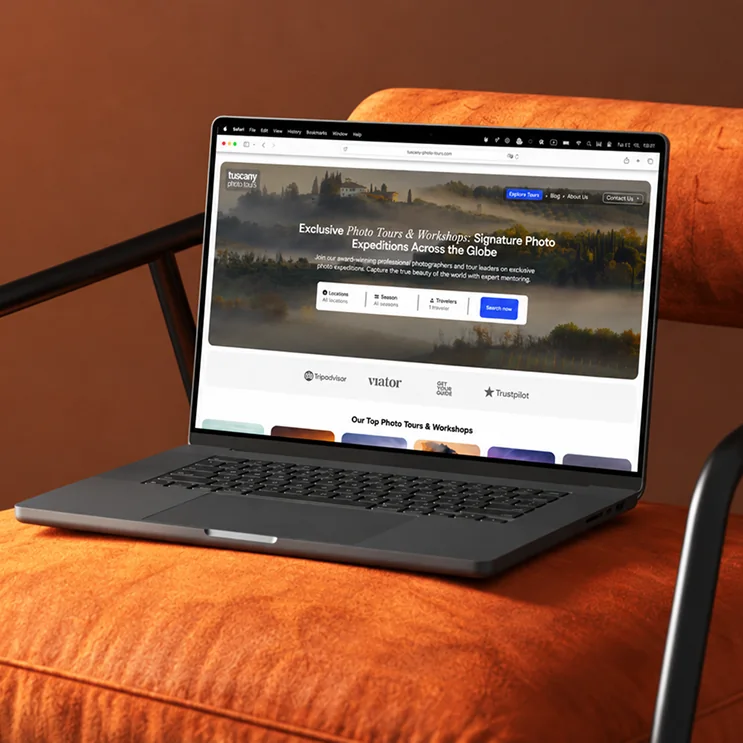 Safari File Edit View History Bookmarks Window Help
tuscany-photo-tours.com
tuscany
photo tours
Explore Tours • Blog • About Us Contact Us
Exclusive Photo Tours & Workshops: Signature Photo
Expeditions Across the Globe
Join our award-winning professional photographers and tour leaders on exclusive
photo expeditions. Capture the true beauty of the world with expert mentoring.
Locations Season Travelers
All locations All seasons 1 traveler
Search now
Tripadvisor viator GET YOUR GUIDE Trustpilot
Our Top Photo Tours & Workshops